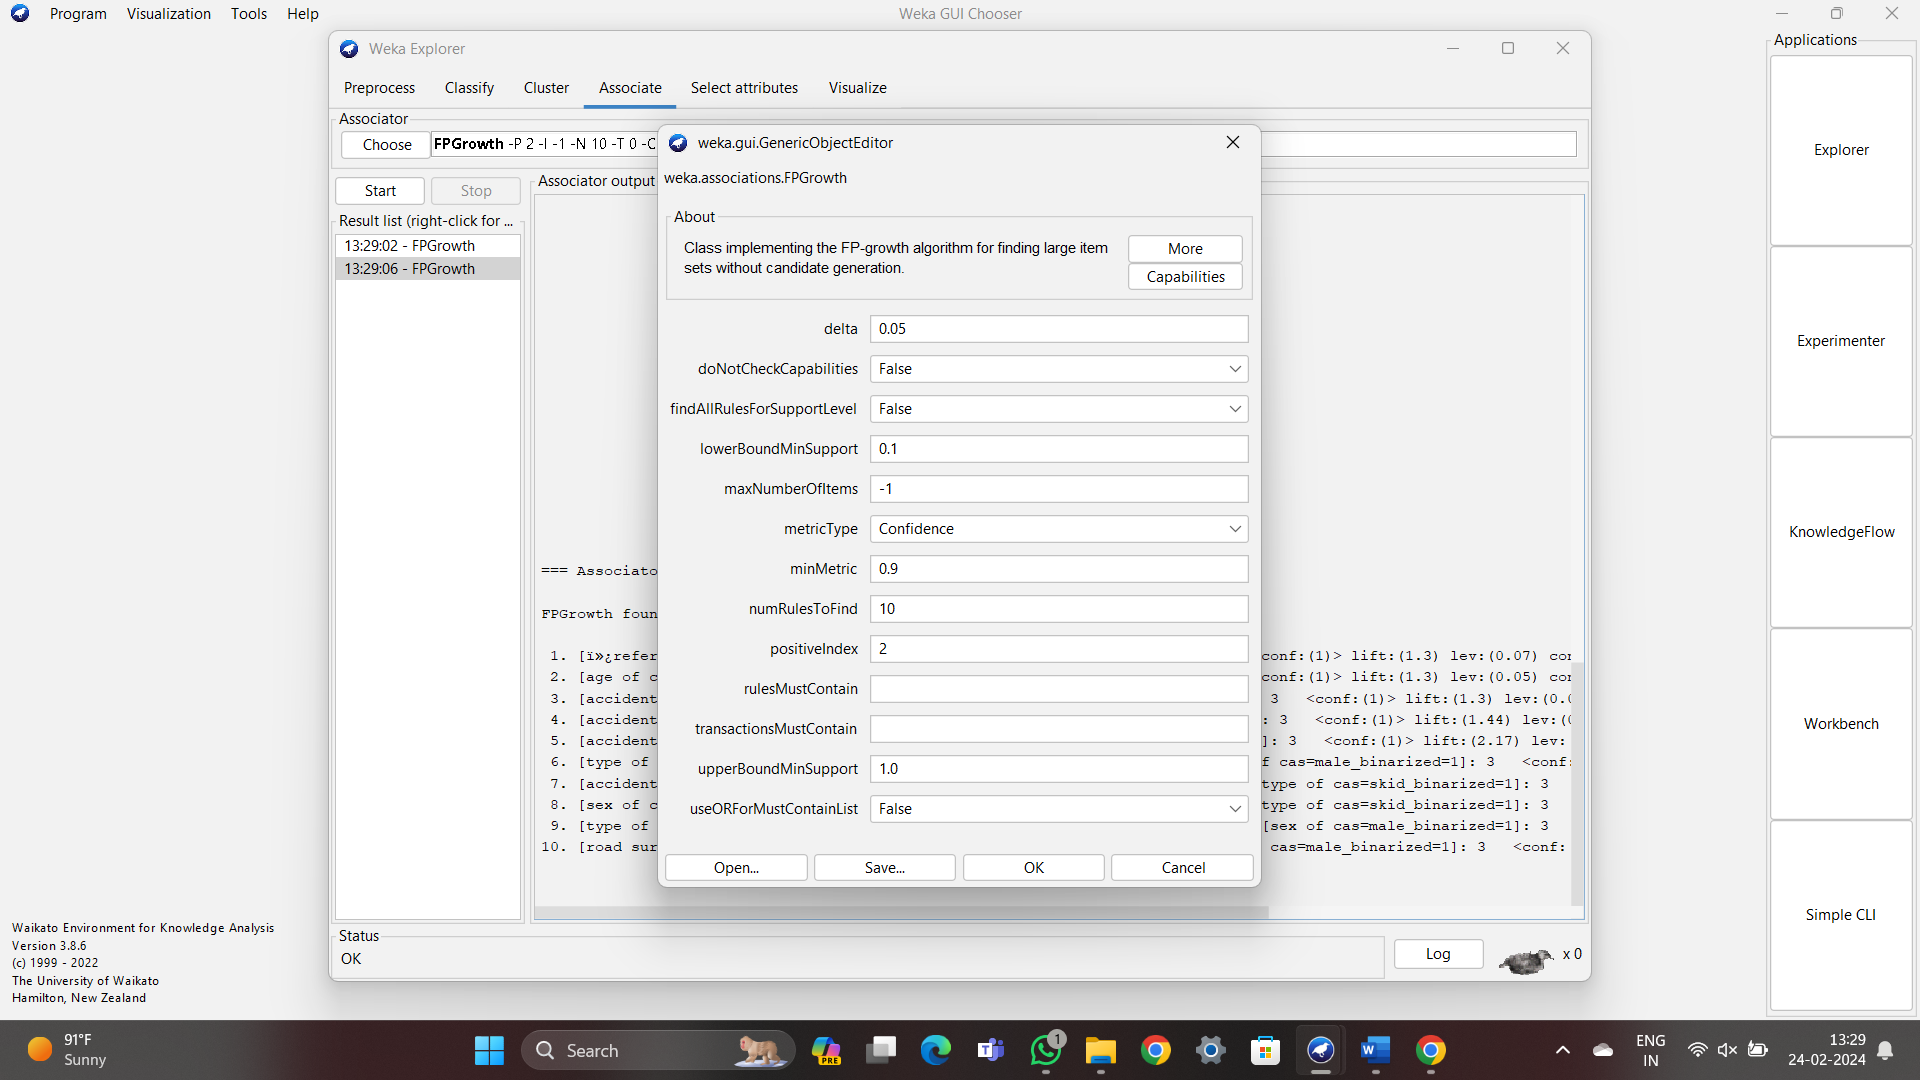 Program Visualization Tools Help
Weka GUI Chooser
Applications
Explorer
Experimenter
KnowledgeFlow
Workbench
Simple CLI
Weka Explorer
Preprocess Classify Cluster Associate Select attributes Visualize
Associator
Choose FPGrowth -P 2 -I -1 -N 10 -T 0 -C
Start Stop
Result list (right-click for ...
13:29:02 - FPGrowth
13:29:06 - FPGrowth
Associator output
=== Associato
FPGrowth foun
1. [ï»¿refer conf:(1)> lift:(1.3) lev:(0.07) co
2. [age of c conf:(1)> lift:(1.3) lev:(0.05) co
3. [accident 3 <conf:(1)> lift:(1.3) lev:(0.
4. [accident : 3 <conf:(1)> lift:(1.44) lev:(
5. [accident ]: 3 <conf:(1)> lift:(2.17) lev:
6. [type of f cas=male_binarized=1]: 3 <conf:
7. [accident type of cas=skid_binarized=1]: 3
8. [sex of c type of cas=skid_binarized=1]: 3
9. [type of [sex of cas=male_binarized=1]: 3
10. [road sur cas=male_binarized=1]: 3 <conf:
weka.gui.GenericObjectEditor
weka.associations.FPGrowth
About
Class implementing the FP-growth algorithm for finding large item
sets without candidate generation.
More
Capabilities
delta 0.05
doNotCheckCapabilities False
findAllRulesForSupportLevel False
lowerBoundMinSupport 0.1
maxNumberOfItems -1
metricType Confidence
minMetric 0.9
numRulesToFind 10
positiveIndex 2
rulesMustContain
transactionsMustContain
upperBoundMinSupport 1.0
useORForMustContainList False
Open... Save... OK Cancel
Status
OK
Log
x 0
Waikato Environment for Knowledge Analysis
Version 3.8.6
(c) 1999 - 2022
The University of Waikato
Hamilton, New Zealand
91°F
Sunny
Search
PRE
1
ENG
IN
13:29
24-02-2024